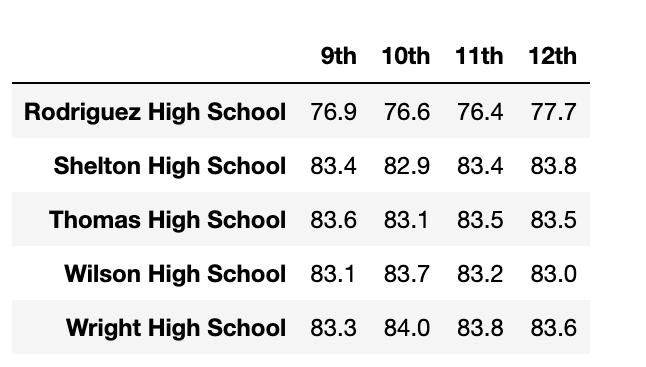 9th 10th 11th 12th
Rodriguez High School 76.9 76.6 76.4 77.7
Shelton High School 83.4 82.9 83.4 83.8
Thomas High School 83.6 83.1 83.5 83.5
Wilson High School 83.1 83.7 83.2 83.0
Wright High School 83.3 84.0 83.8 83.6